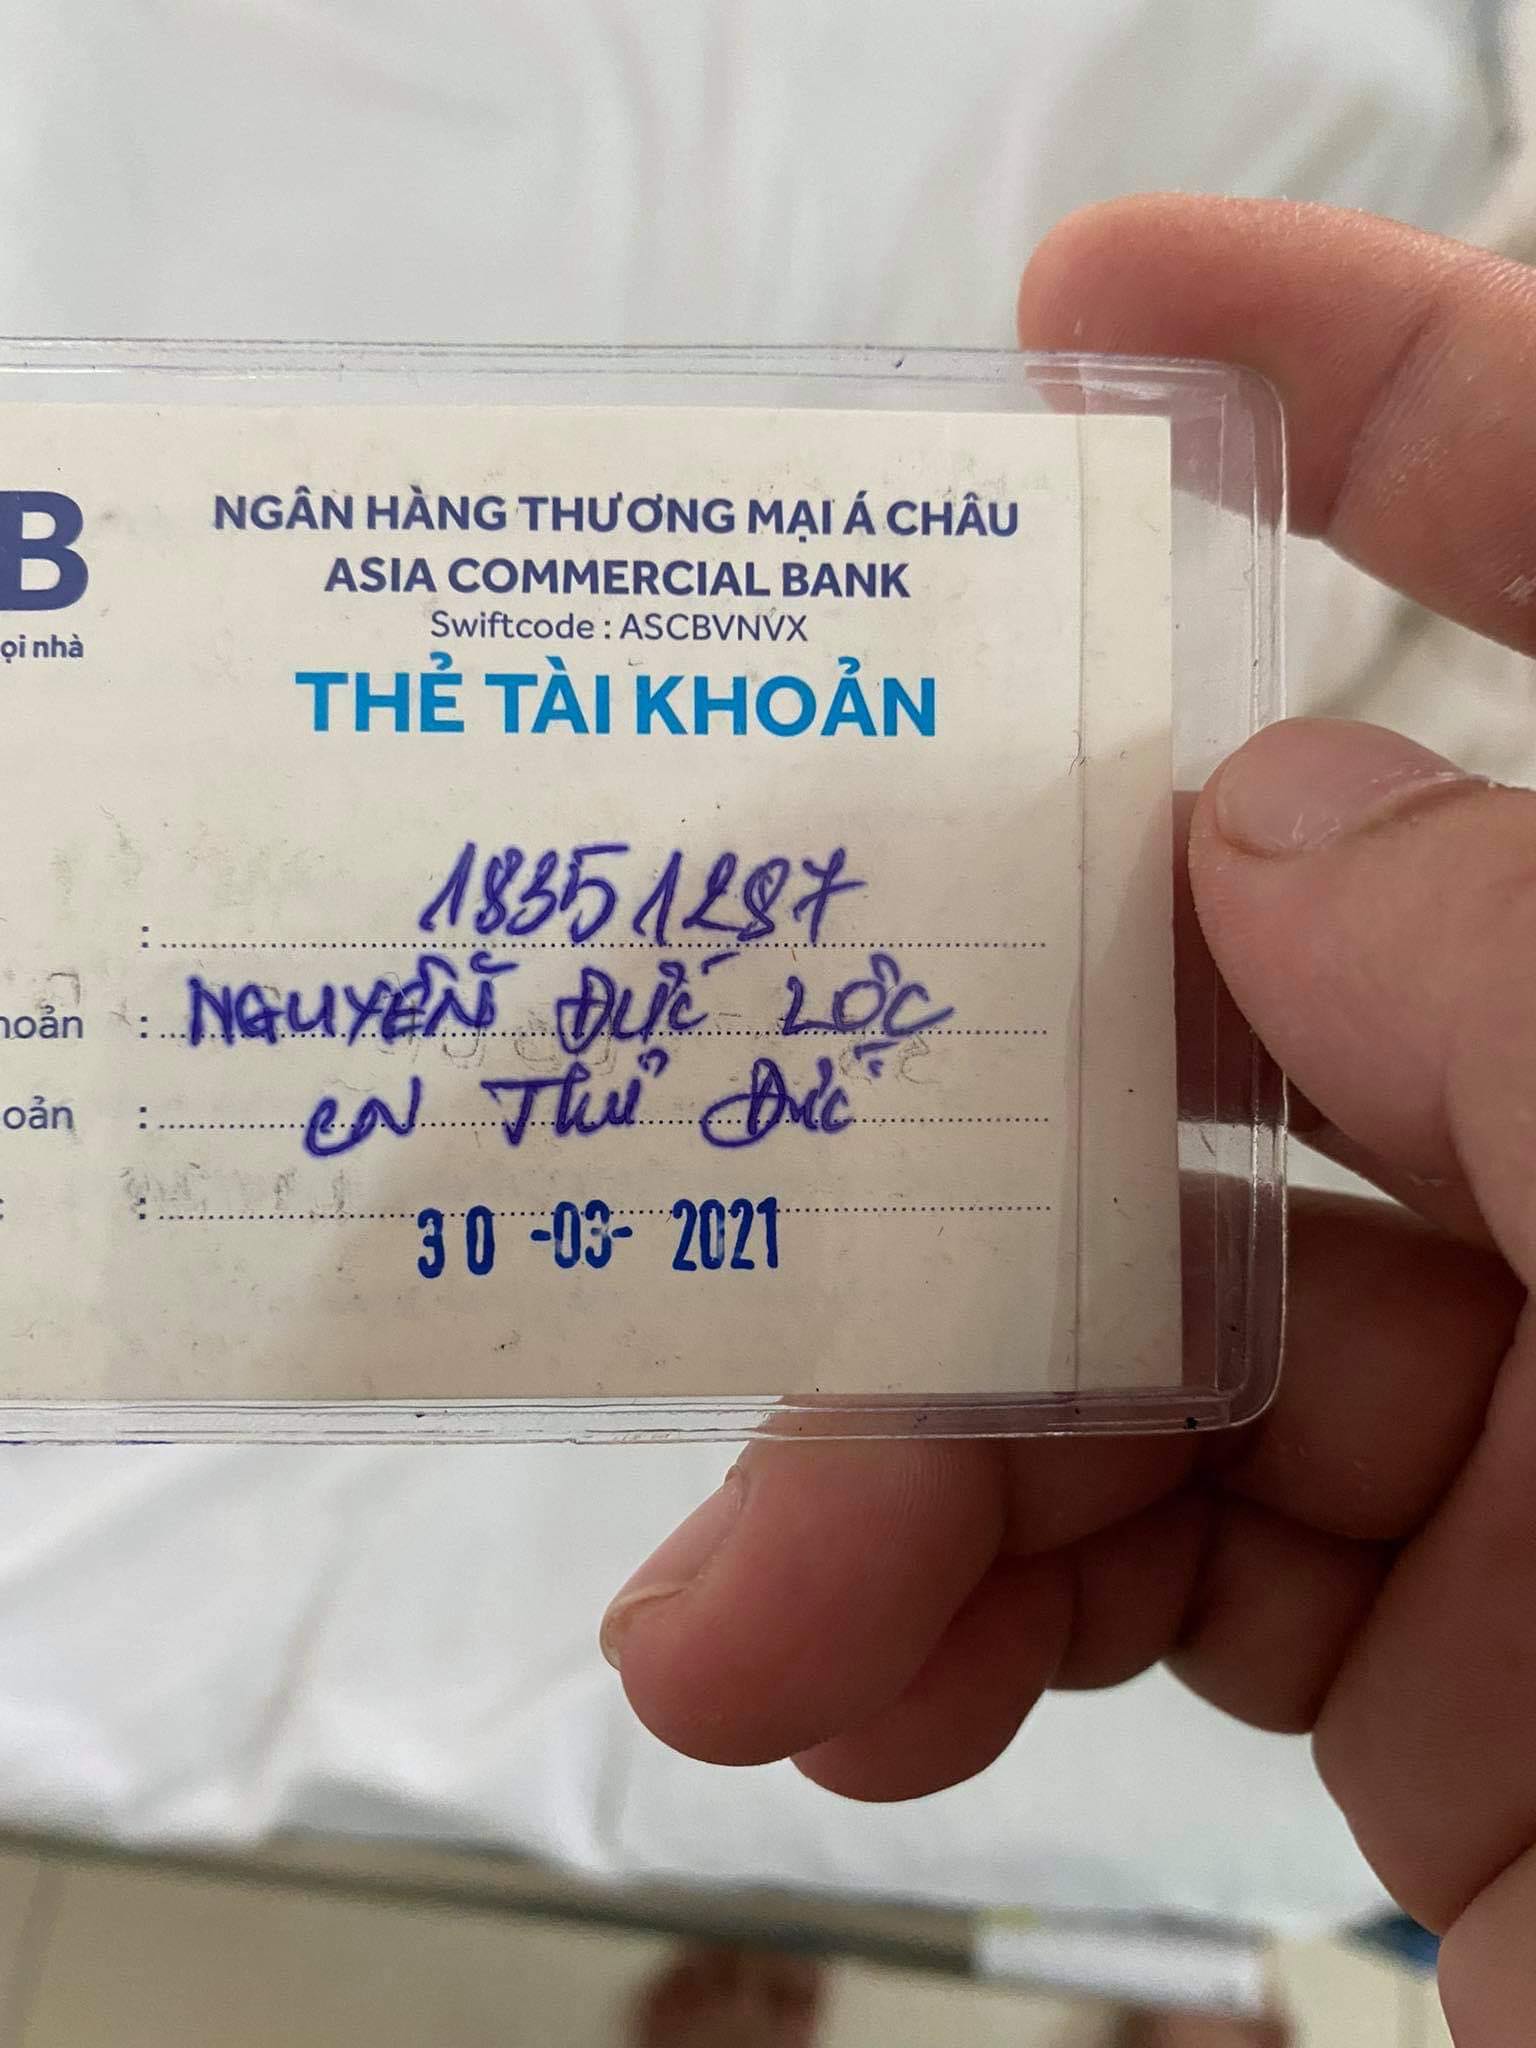 B
NGÂN HÀNG THƯƠNG MẠI Á CHÂU
ASIA COMMERCIAL BANK
ọi nhà
Swiftcode : ASCBVNVX
THẺ TÀI KHOẢN
: 18351287
hoản : NGUYỄN ĐỨC LỘC
oản : CN Thủ Đức
: 30 -03- 2021